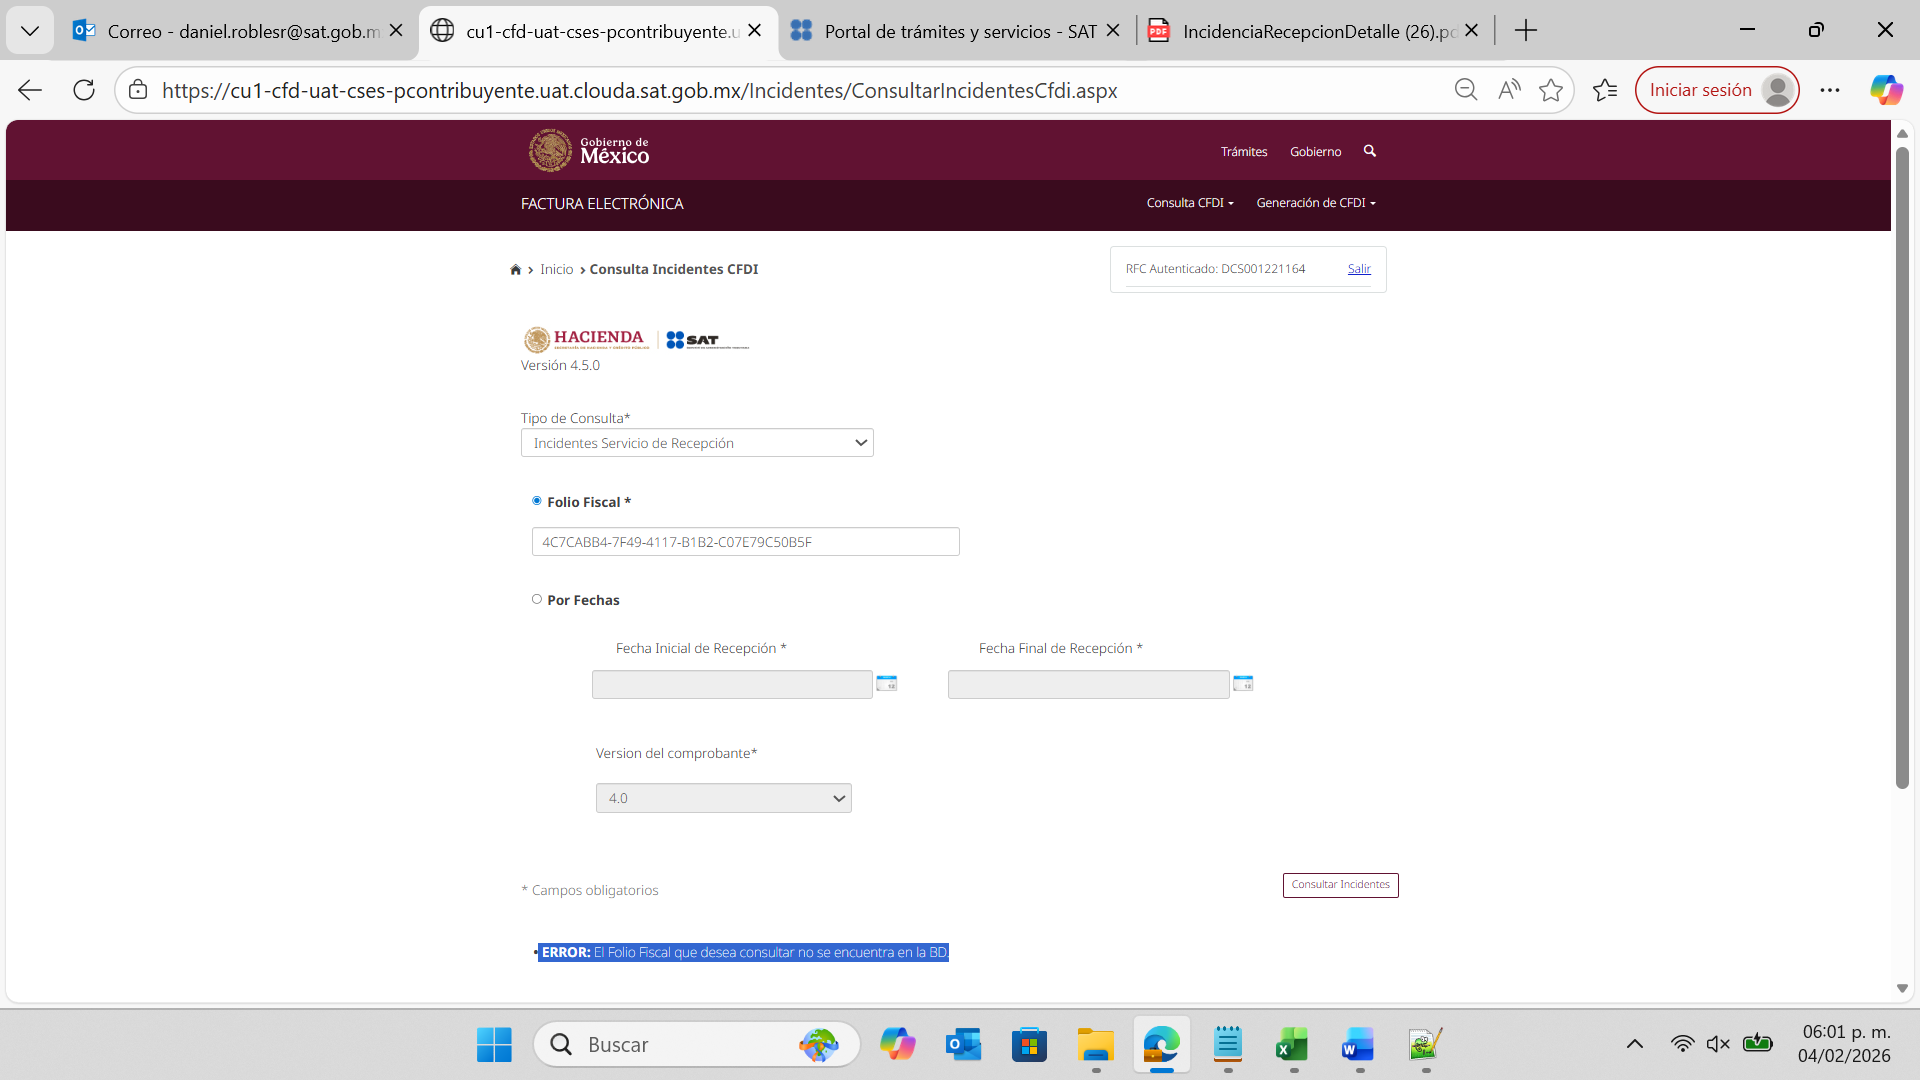 Correo - daniel.roblesr@sat.gob.m
cu1-cfd-uat-cses-pcontribuyente.u
Portal de trámites y servicios - SAT
IncidenciaRecepcionDetalle (26).pd
https://cu1-cfd-uat-cses-pcontribuyente.uat.clouda.sat.gob.mx/Incidentes/ConsultarIncidentesCfdi.aspx
Iniciar sesión
Gobierno de
México
Trámites
Gobierno
FACTURA ELECTRÓNICA
Consulta CFDI
Generación de CFDI
Inicio
Consulta Incidentes CFDI
RFC Autenticado: DCS001221164
Salir
HACIENDA
SAT
Versión 4.5.0
Tipo de Consulta*
Incidentes Servicio de Recepción
Folio Fiscal *
4C7CABB4-7F49-4117-B1B2-C07E79C50B5F
Por Fechas
Fecha Inicial de Recepción *
Fecha Final de Recepción *
Version del comprobante*
4.0
* Campos obligatorios
Consultar Incidentes
• ERROR: El Folio Fiscal que desea consultar no se encuentra en la BD.
Buscar
06:01 p. m.
04/02/2026